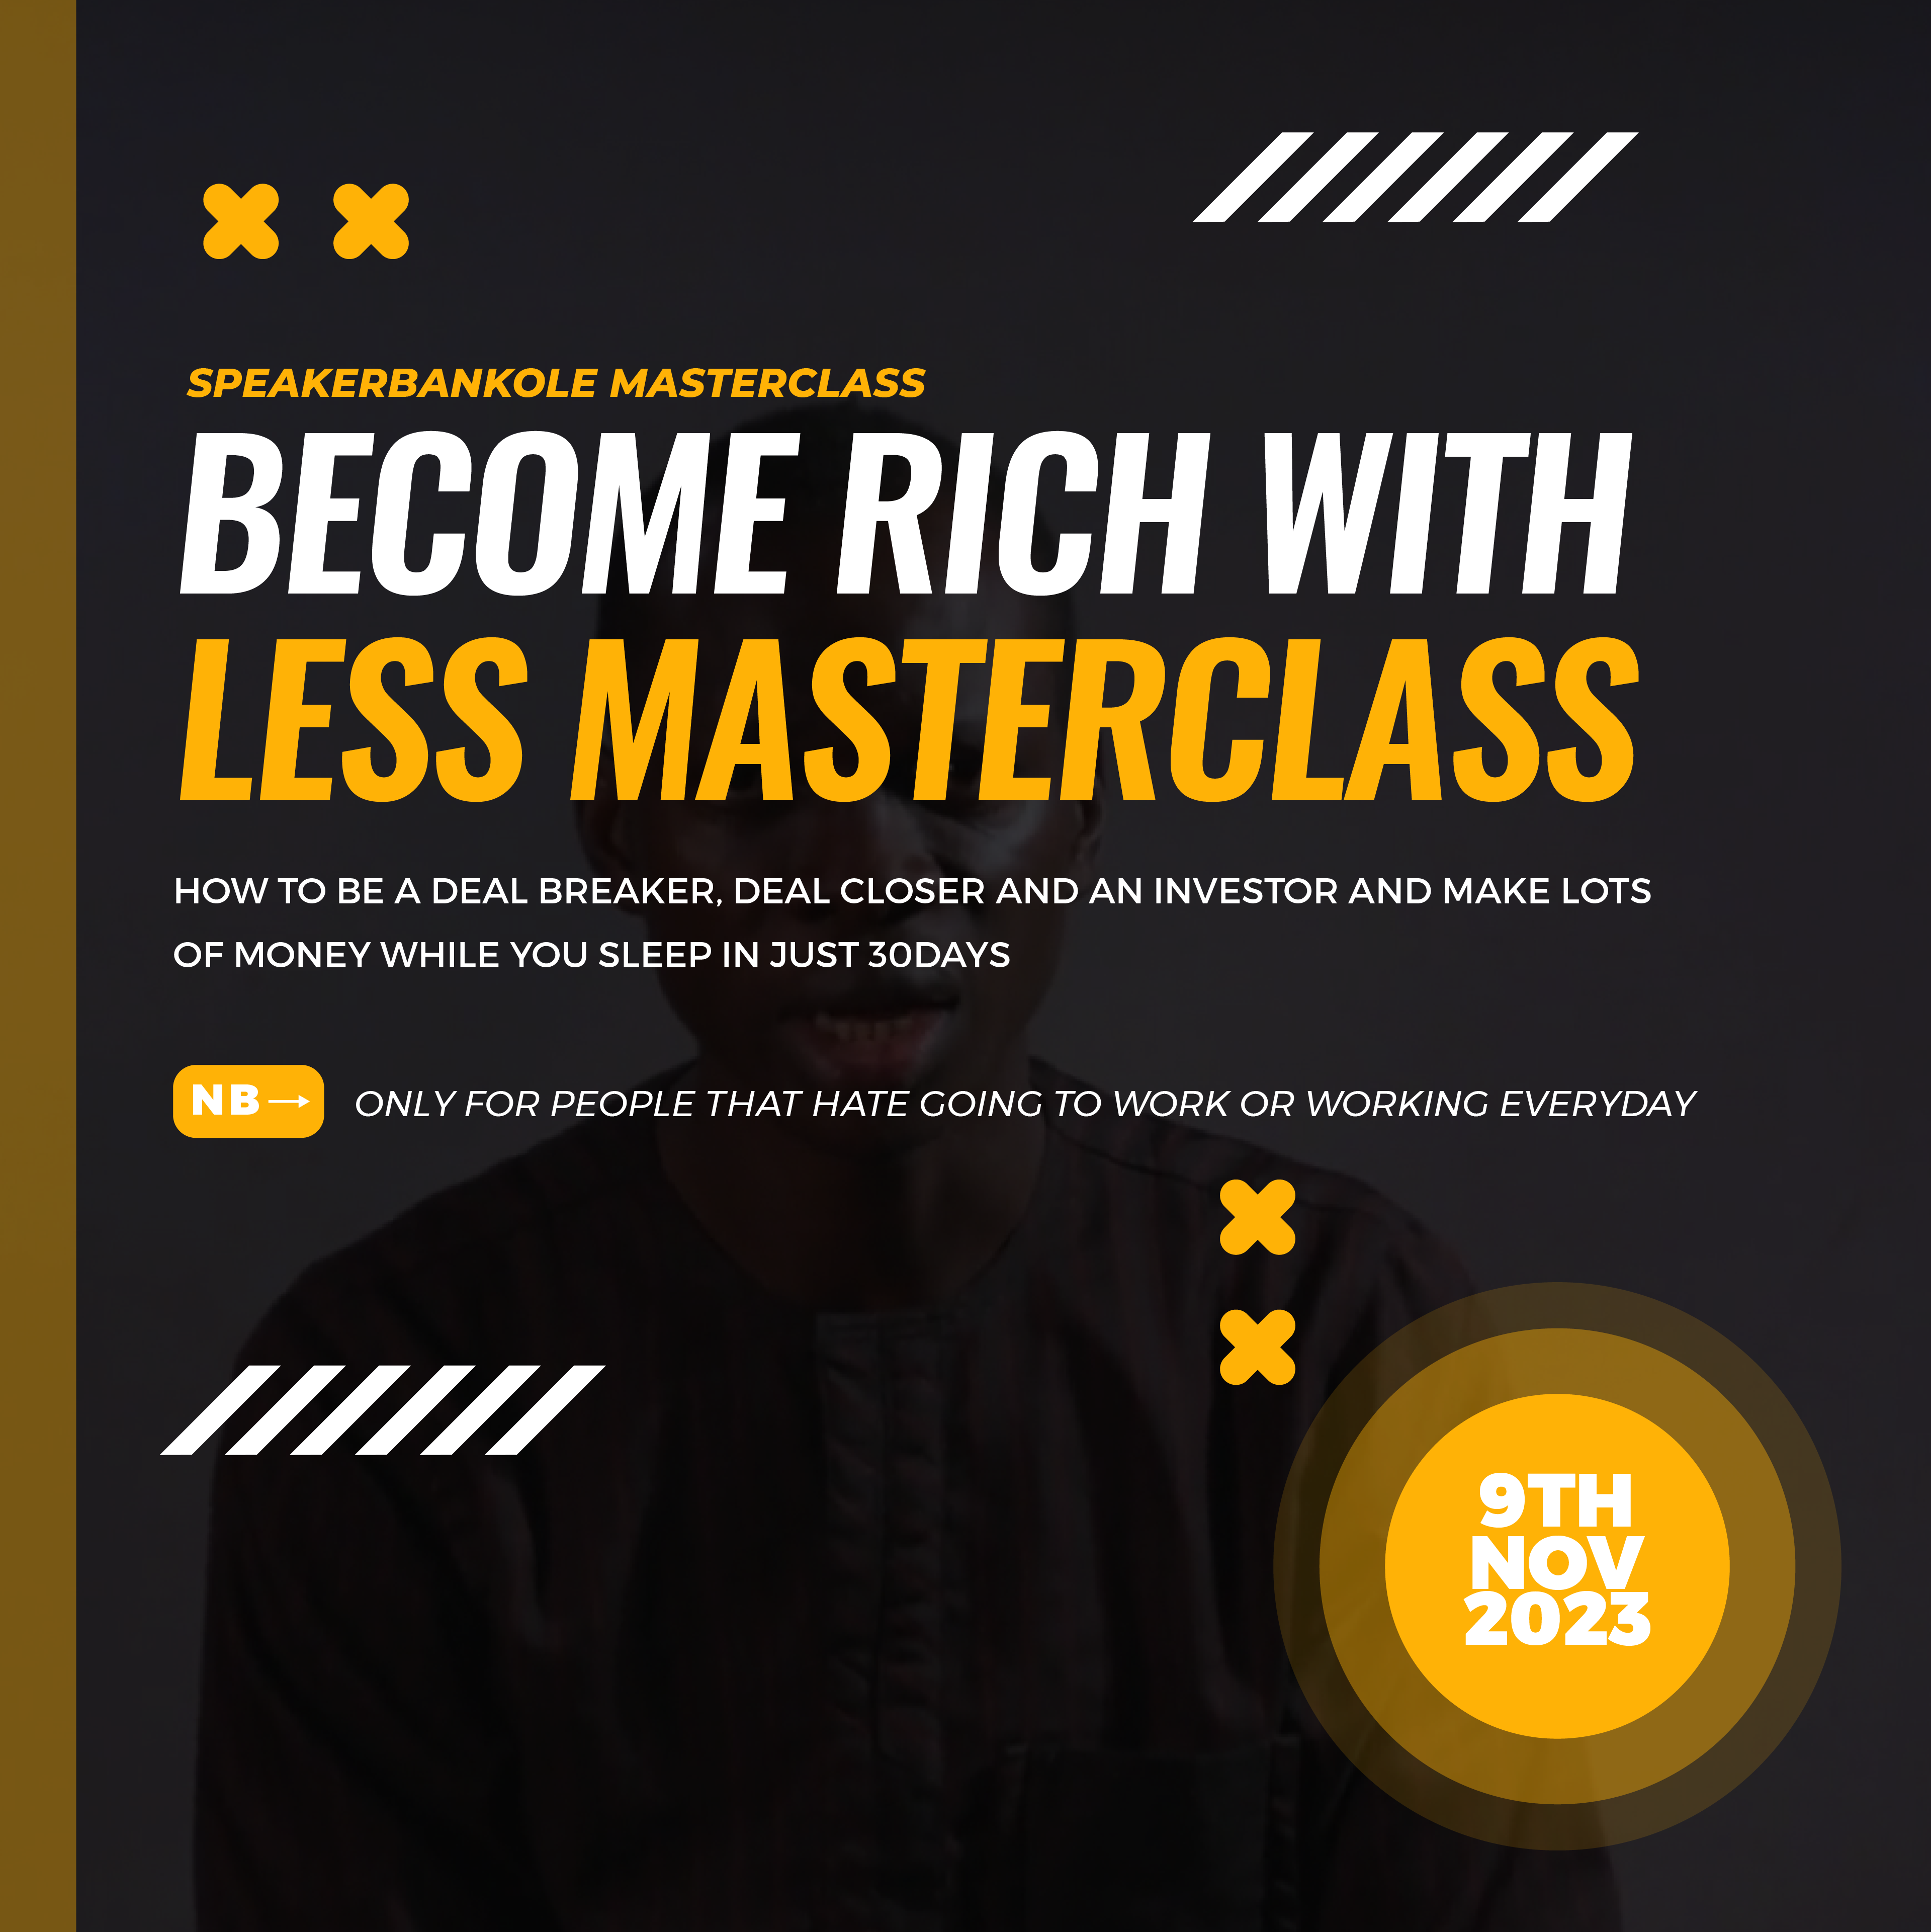 SPEAKERBANKOLE MASTERCLASS
BECOME RICH WITH
LESS MASTERCLASS
HOW TO BE A DEAL BREAKER, DEAL CLOSER AND AN INVESTOR AND MAKE LOTS
OF MONEY WHILE YOU SLEEP IN JUST 30DAYS
NB→ ONLY FOR PEOPLE THAT HATE GOING TO WORK OR WORKING EVERYDAY
9TH
NOV
2023